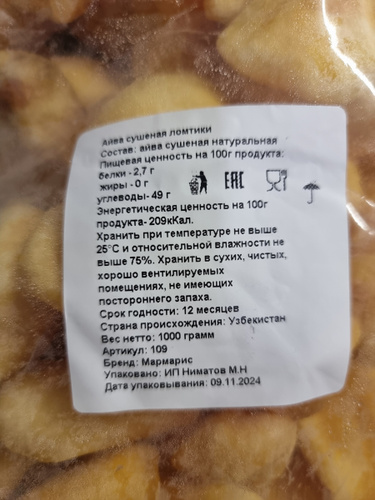 айва сушеная ломтики
Состав: айва сушеная натуральная
Пищевая ценность на 100г продукта:
белки - 2,7 г
жиры - 0 г
углеводы- 49 г
EAC
Энергетическая ценность на 100г
продукта- 209кКал.
Хранить при температуре не выше
25°С и относительной влажности не
выше 75%. Хранить в сухих, чистых,
хорошо вентилируемых
помещениях, не имеющих
постороннего запаха.
Срок годности: 12 месяцев
Страна происхождения: Узбекистан
Вес нетто: 1000 грамм
Артикул: 109
Бренд: Мармарис
Упаковано: ИП Ниматов М.Н
Дата упаковывания: 09.11.2024